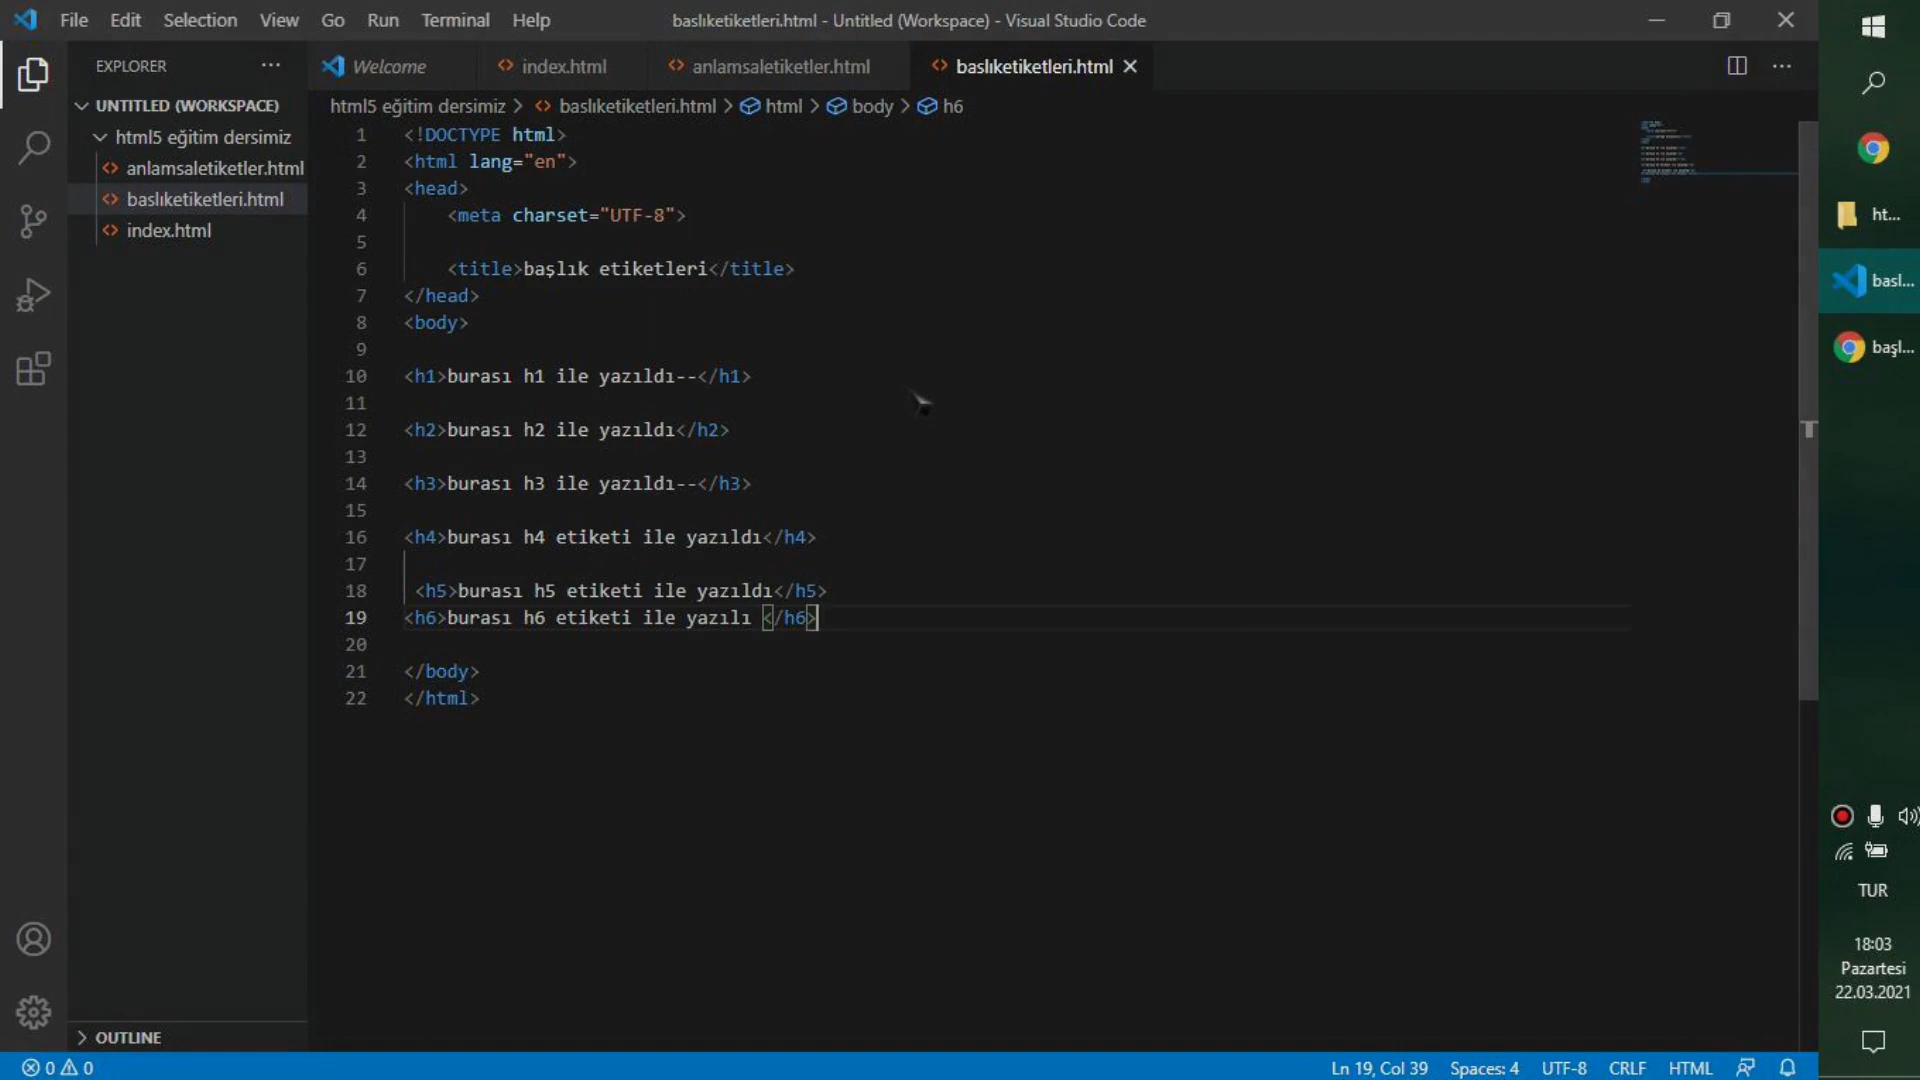 File Edit Selection View Go Run Terminal Help
baslıketiketleri.html - Untitled (Workspace) - Visual Studio Code
EXPLORER ···
Welcome
index.html
anlamsaletiketler.html
baslıketiketleri.html
UNTITLED (WORKSPACE)
html5 eğitim dersimiz
anlamsaletiketler.html
baslıketiketleri.html
index.html
html5 eğitim dersimiz > baslıketiketleri.html > html > body > h6
1 <!DOCTYPE html>
2 <html lang="en">
3 <head>
4 <meta charset="UTF-8">
5
6 <title>başlık etiketleri</title>
7 </head>
8 <body>
9
10 <h1>burası h1 ile yazıldı--</h1>
11
12 <h2>burası h2 ile yazıldı</h2>
13
14 <h3>burası h3 ile yazıldı--</h3>
15
16 <h4>burası h4 etiketi ile yazıldı</h4>
17
18 <h5>burası h5 etiketi ile yazıldı</h5>
19 <h6>burası h6 etiketi ile yazılı </h6>
20
21 </body>
22 </html>
OUTLINE
0 0
Ln 19, Col 39 Spaces: 4 UTF-8 CRLF HTML
ht...
basl...
başl...
TUR
18:03
Pazartesi
22.03.2021